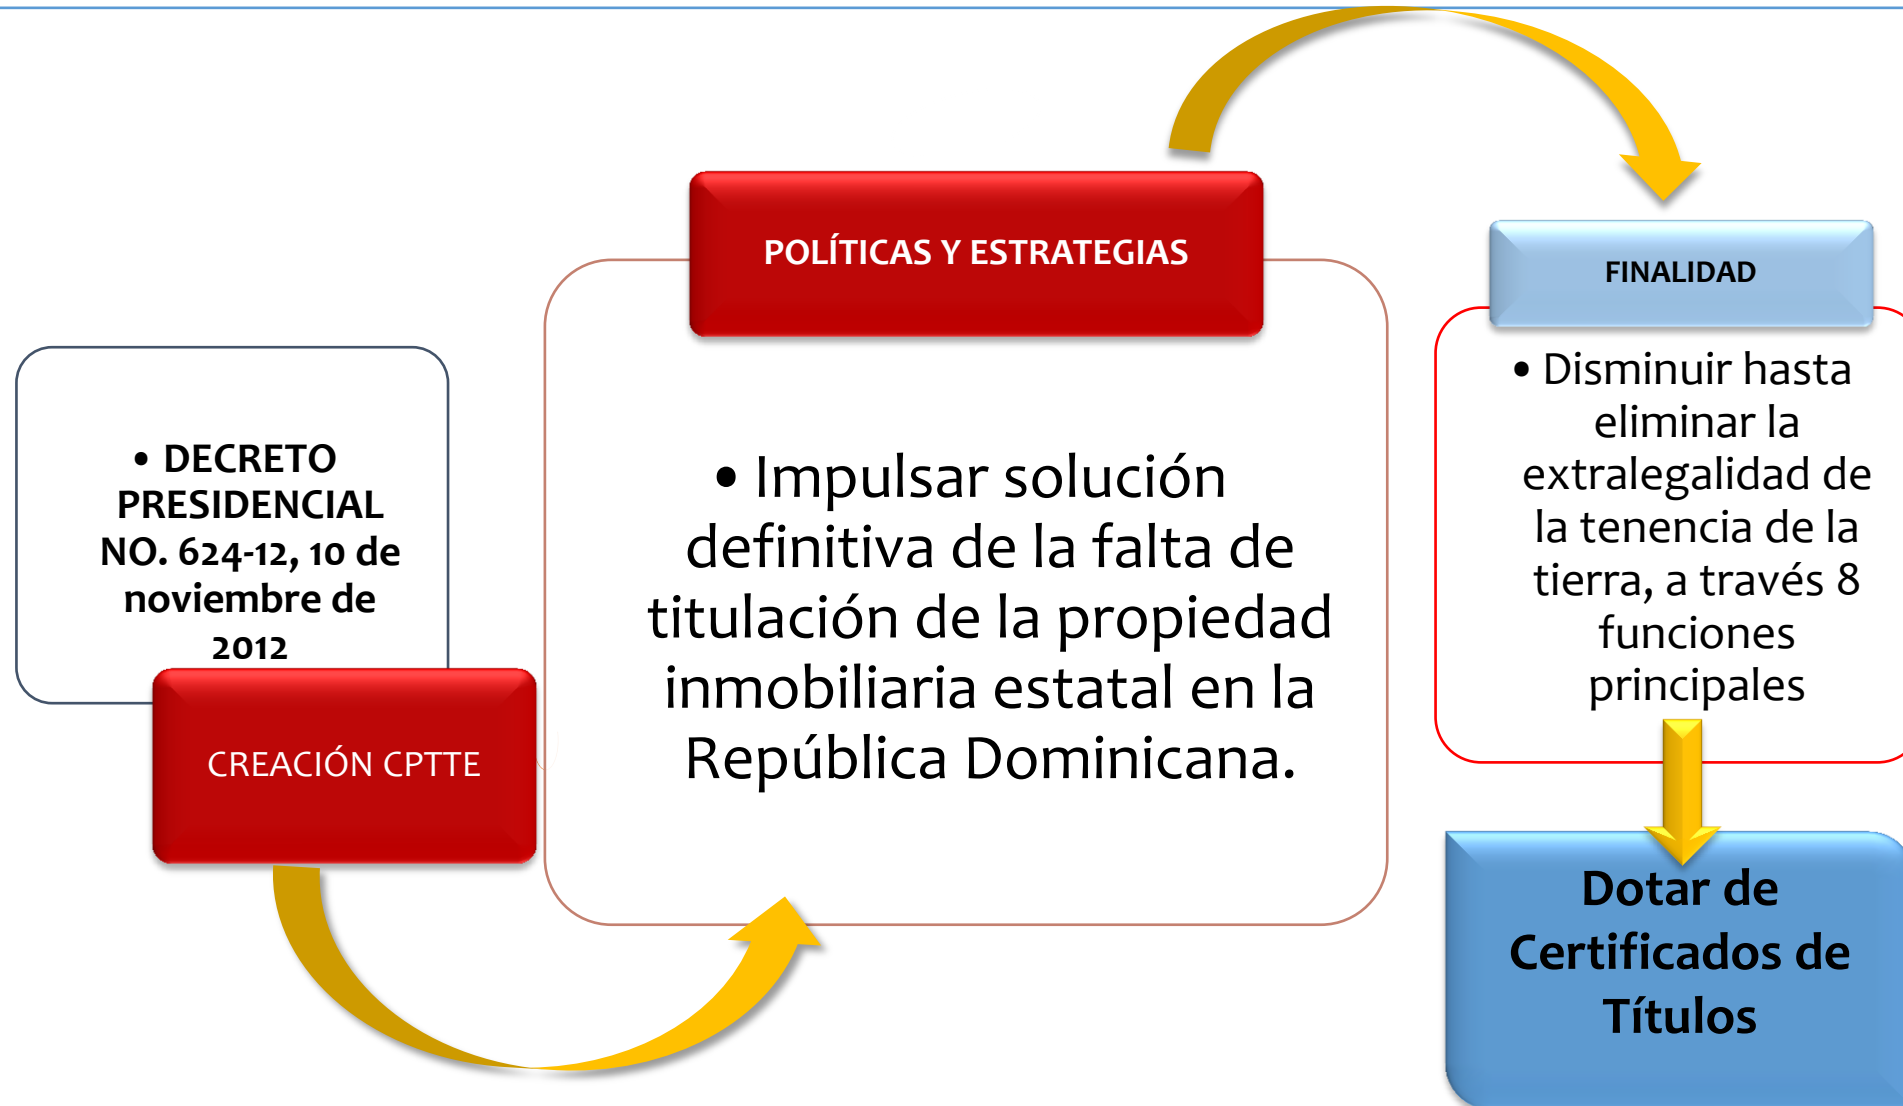 • DECRETO
PRESIDENCIAL
NO. 624-12, 10 de
noviembre de
2012
CREACIÓN CPTTE
POLÍTICAS Y ESTRATEGIAS
• Impulsar solución
definitiva de la falta de
titulación de la propiedad
inmobiliaria estatal en la
República Dominicana.
FINALIDAD
• Disminuir hasta
eliminar la
extralegalidad de
la tenencia de la
tierra, a través 8
funciones
principales
Dotar de
Certificados de
Títulos